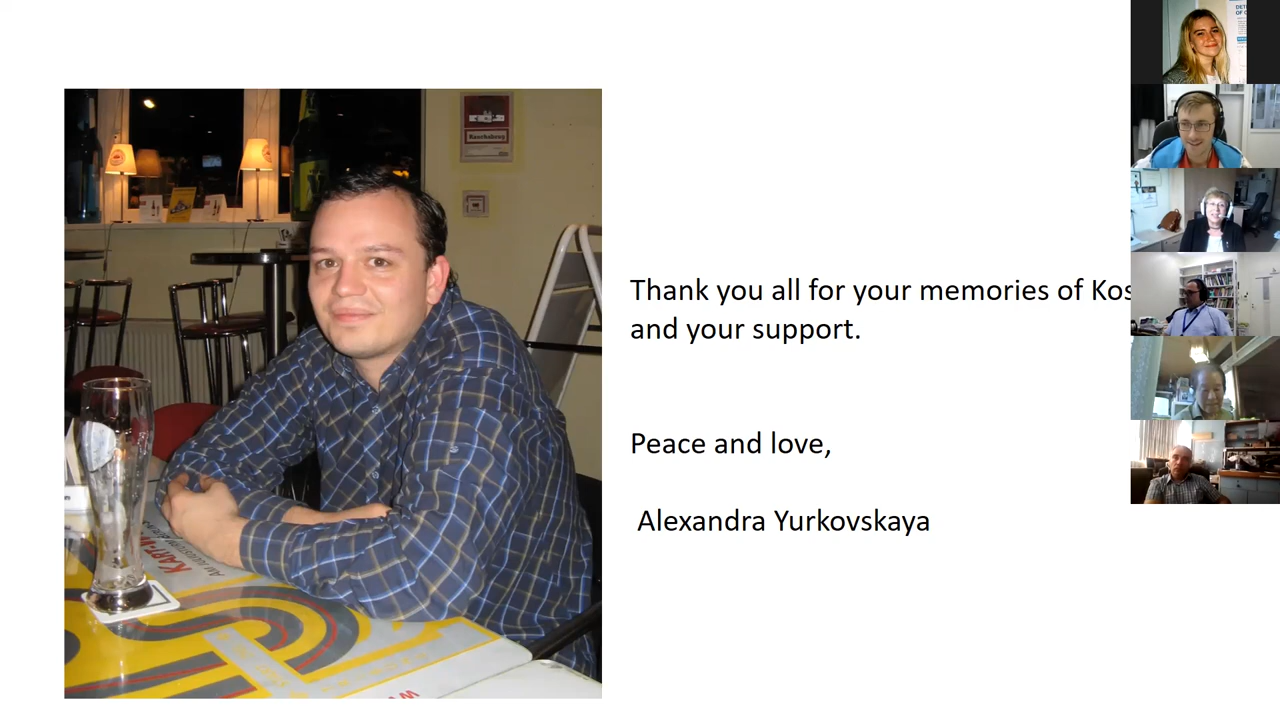 Thank you all for your memories of Kos
and your support.
Peace and love,
Alexandra Yurkovskaya